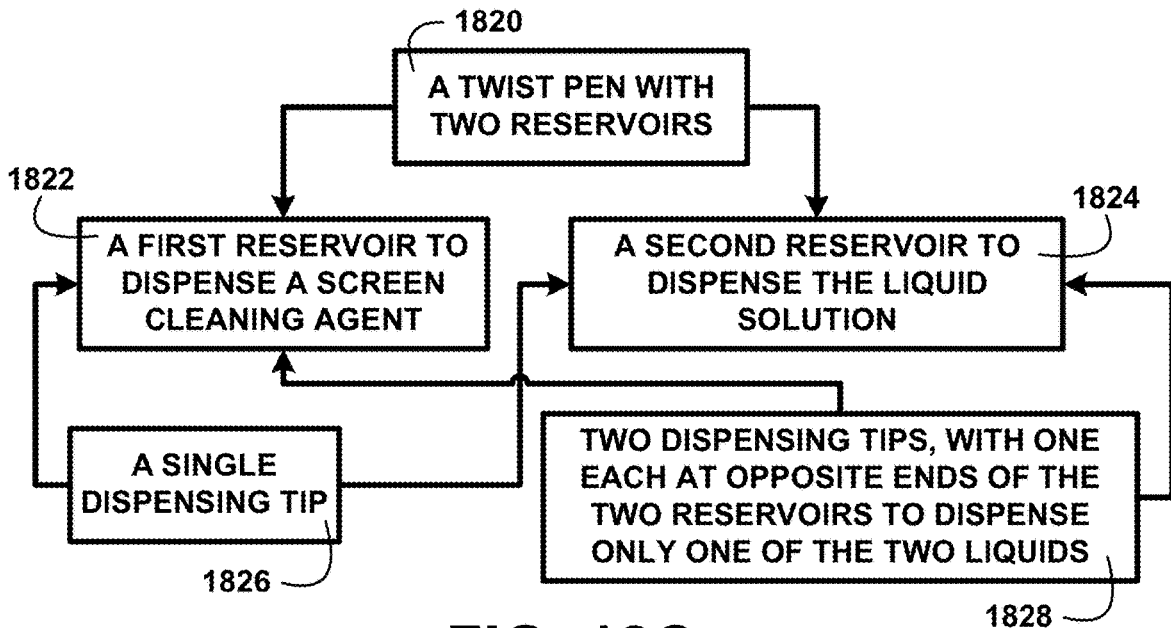 1820
A TWIST PEN WITH
TWO RESERVOIRS
1822
A FIRST RESERVOIR TO
DISPENSE A SCREEN
CLEANING AGENT
1824
A SECOND RESERVOIR TO
DISPENSE THE LIQUID
SOLUTION
A SINGLE
DISPENSING TIP
1826
TWO DISPENSING TIPS, WITH ONE
EACH AT OPPOSITE ENDS OF THE
TWO RESERVOIRS TO DISPENSE
ONLY ONE OF THE TWO LIQUIDS
1828